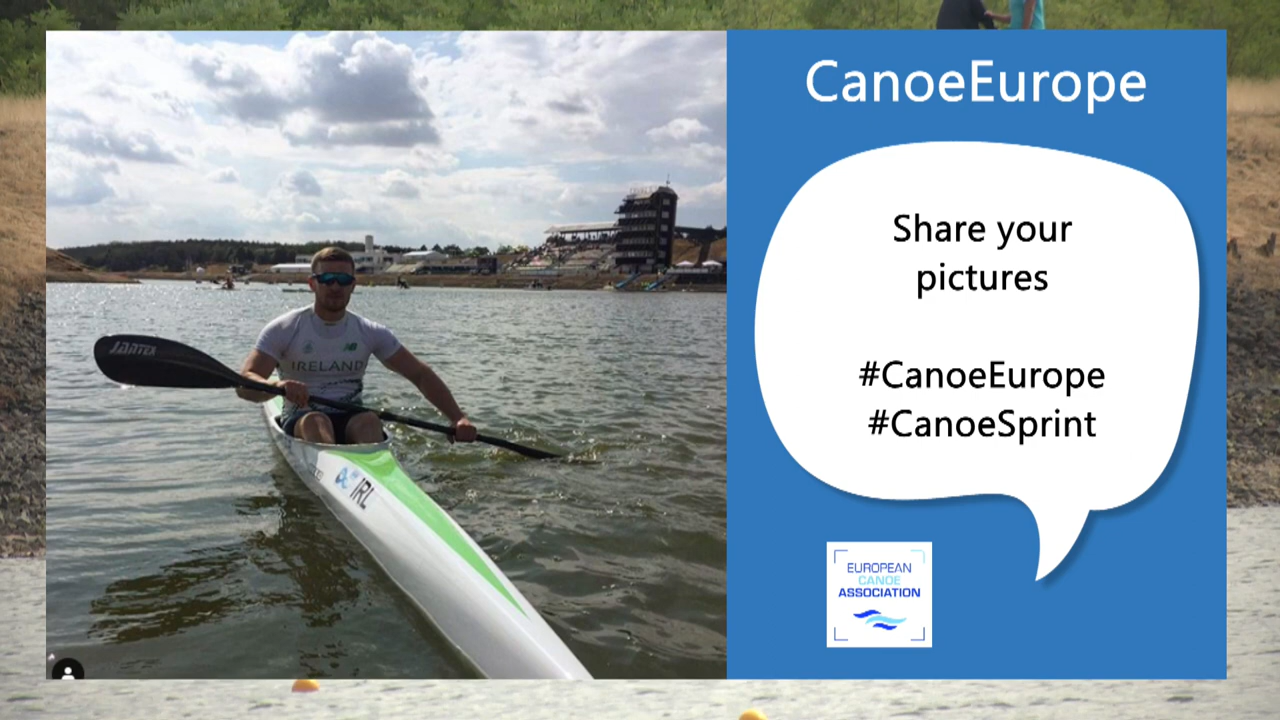 CanoeEurope
Share your
pictures
#CanoeEurope
#CanoeSprint
EUROPEAN
CANOE
ASSOCIATION
JANTEX
IRELAND
IRL